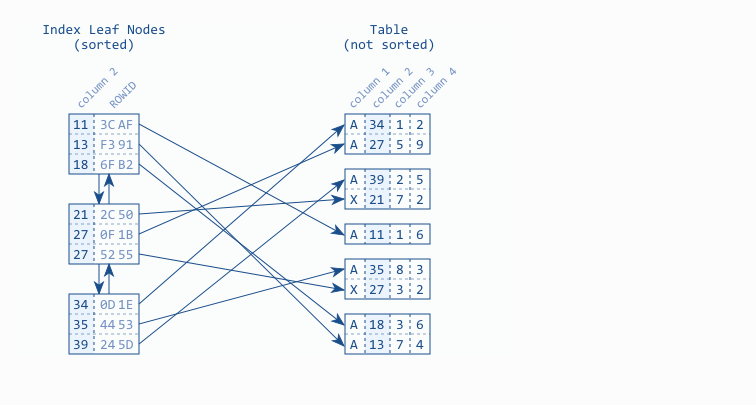 Index Leaf Nodes
(sorted)
column 2
ROWID
11 3C AF
13 F3 91
18 6F B2
21 2C 50
27 0F 1B
27 52 55
34 0D 1E
35 44 53
39 24 5D
Table
(not sorted)
column 1
column 2
column 3
column 4
A 34 1 2
A 27 5 9
A 39 2 5
X 21 7 2
A 11 1 6
A 35 8 3
X 27 3 2
A 18 3 6
A 13 7 4